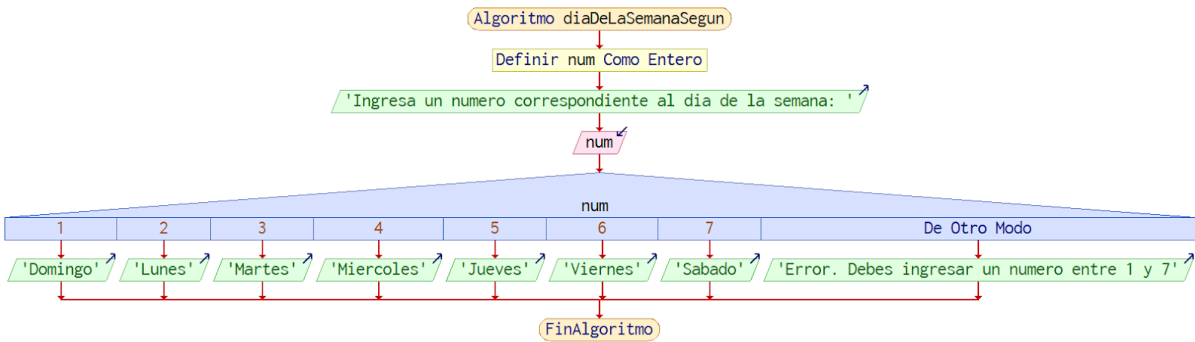 Algoritmo diaDeLaSemanaSegun
Definir num Como Entero
'Ingresa un numero correspondiente al dia de la semana: '
num
num
1 2 3 4 5 6 7 De Otro Modo
'Domingo' 'Lunes' 'Martes' 'Miercoles' 'Jueves' 'Viernes' 'Sabado' 'Error. Debes ingresar un numero entre 1 y 7'
FinAlgoritmo